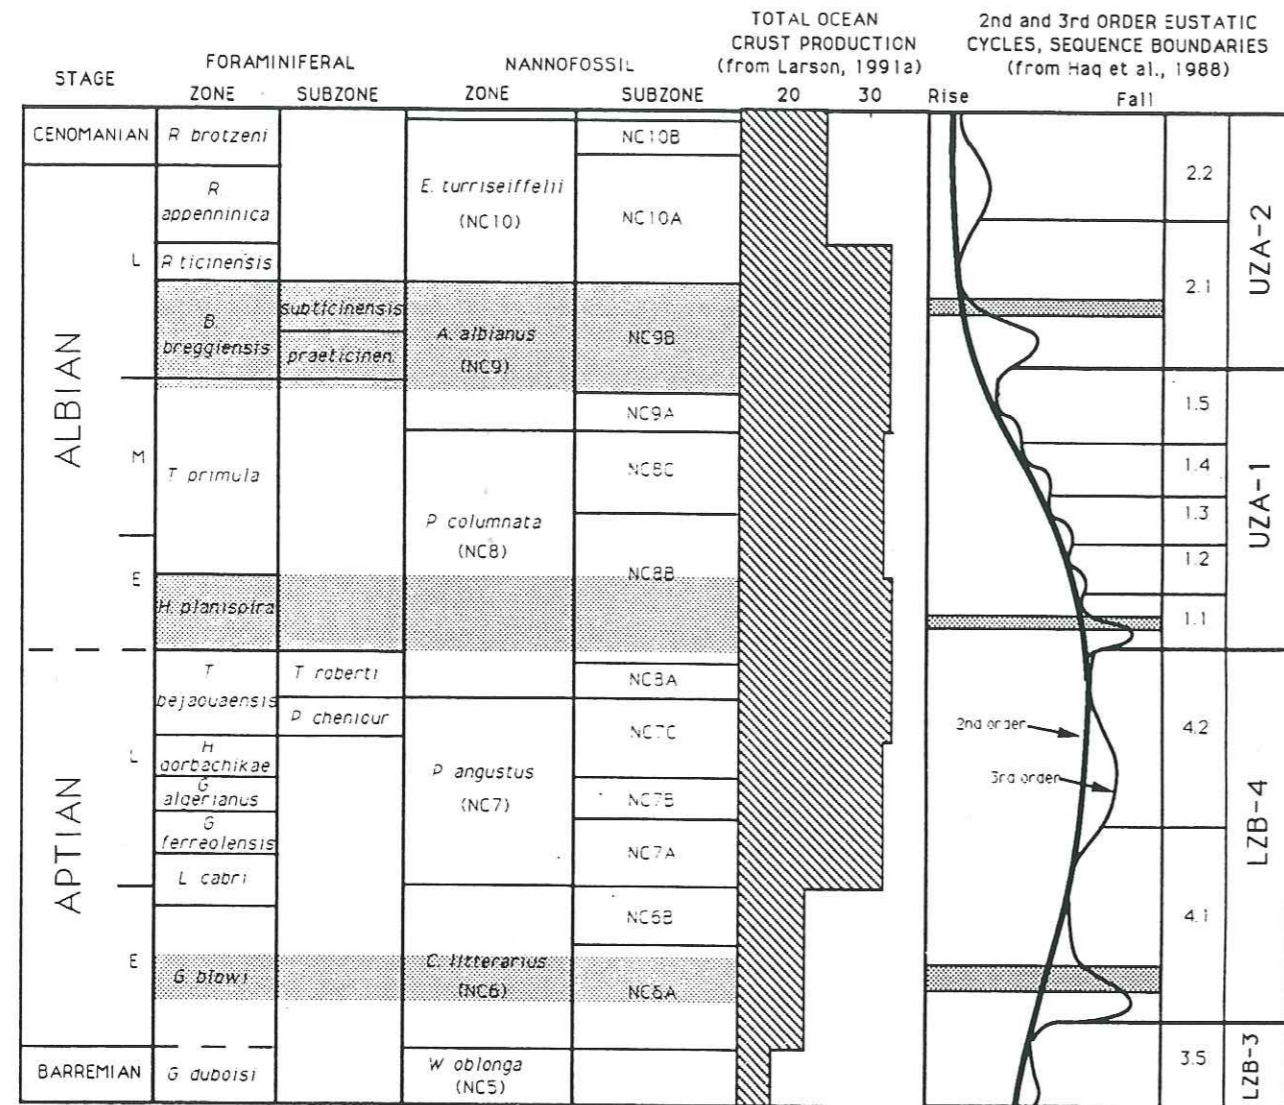 TOTAL OCEAN
CRUST PRODUCTION
(from Larson, 1991a)
2nd and 3rd ORDER EUSTATIC
CYCLES, SEQUENCE BOUNDARIES
(from Haq et al., 1988)
STAGE
FORAMINIFERAL
NANNOFOSSIL
ZONE
SUBZONE
ZONE
SUBZONE
20
30
Rise
Fall
CENOMANIAN
R brotzeni
NC10B
R
appenninica
E. turriseiffelii
(NC10)
NC10A
2.2
L
R ticinensis
UZA-2
B.
breggiensis
subticinensis
praeticinen.
A. albianus
(NC9)
NC9B
2.1
ALBIAN
NC9A
1.5
M
T primula
NC8C
1.4
P columnata
(NC8)
1.3
UZA-1
E
NC8B
1.2
H. planispira
1.1
T
bejaouaensis
T roberti
NC8A
P cheniour
NC7C
2nd order
4.2
L
H
gorbachikae
P angustus
(NC7)
3rd order
G
algerianus
NC7B
G
ferreolensis
NC7A
LZB-4
APTIAN
L cabri
NC6B
4.1
E
G blowi
C. litterarius
(NC6)
NC6A
BARREMIAN
G duboisi
W oblonga
(NC5)
3.5
LZB-3